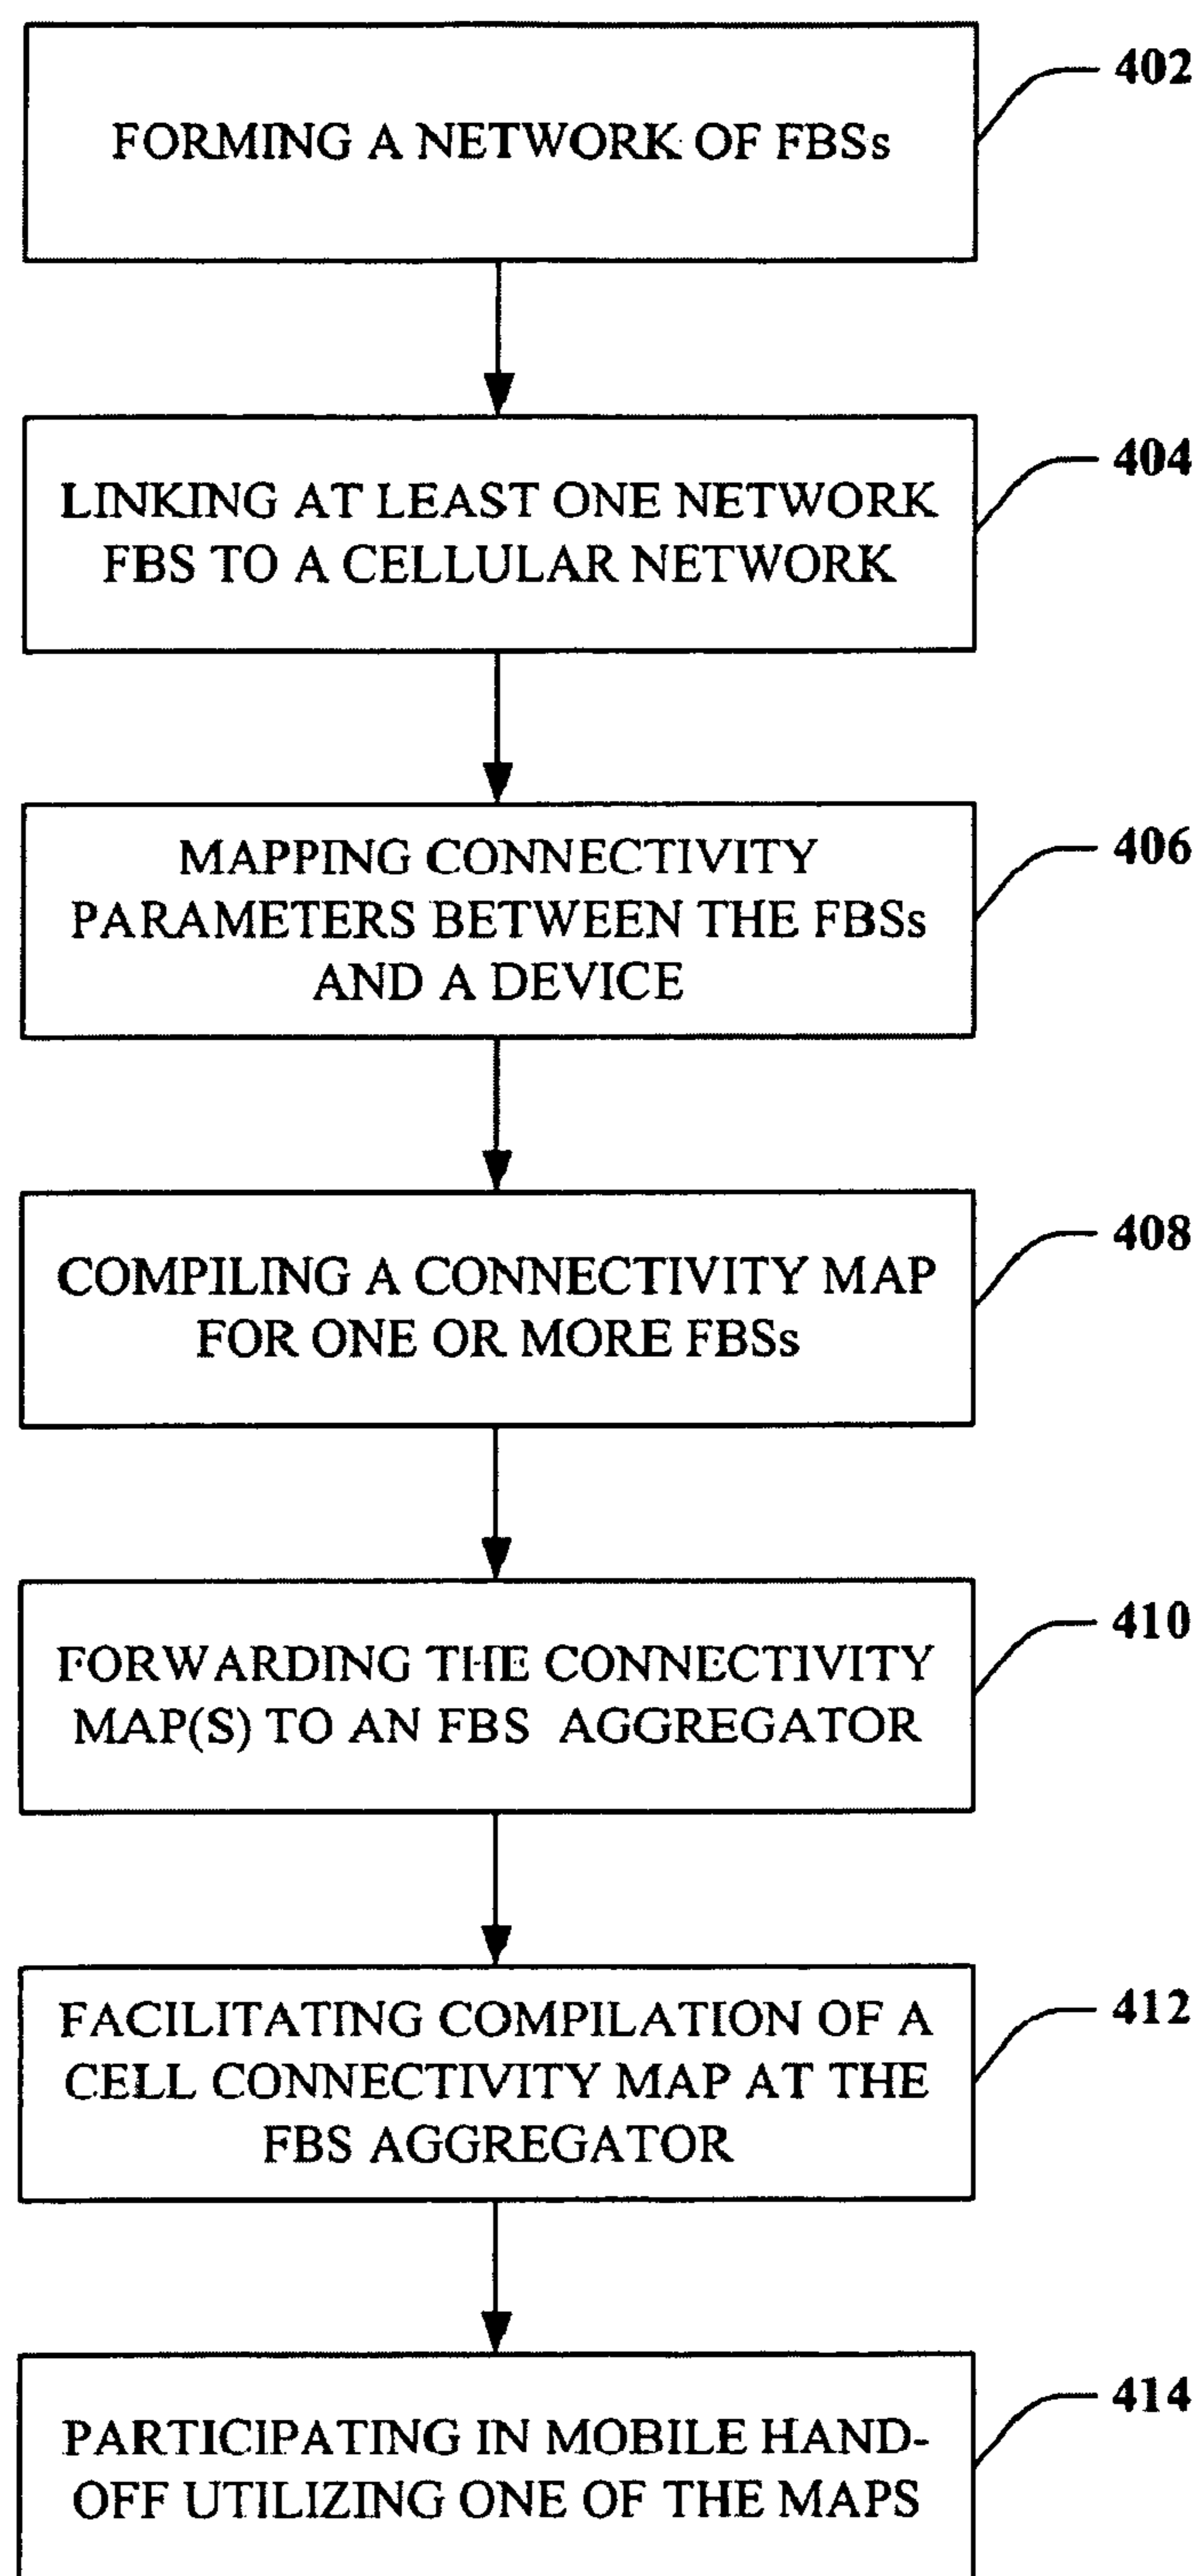 402
FORMING A NETWORK OF FBSs
404
LINKING AT LEAST ONE NETWORK
FBS TO A CELLULAR NETWORK
406
MAPPING CONNECTIVITY
PARAMETERS BETWEEN THE FBSs
AND A DEVICE
408
COMPILING A CONNECTIVITY MAP
FOR ONE OR MORE FBSs
410
FORWARDING THE CONNECTIVITY
MAP(S) TO AN FBS AGGREGATOR
412
FACILITATING COMPILATION OF A
CELL CONNECTIVITY MAP AT THE
FBS AGGREGATOR
414
PARTICIPATING IN MOBILE HAND-
OFF UTILIZING ONE OF THE MAPS